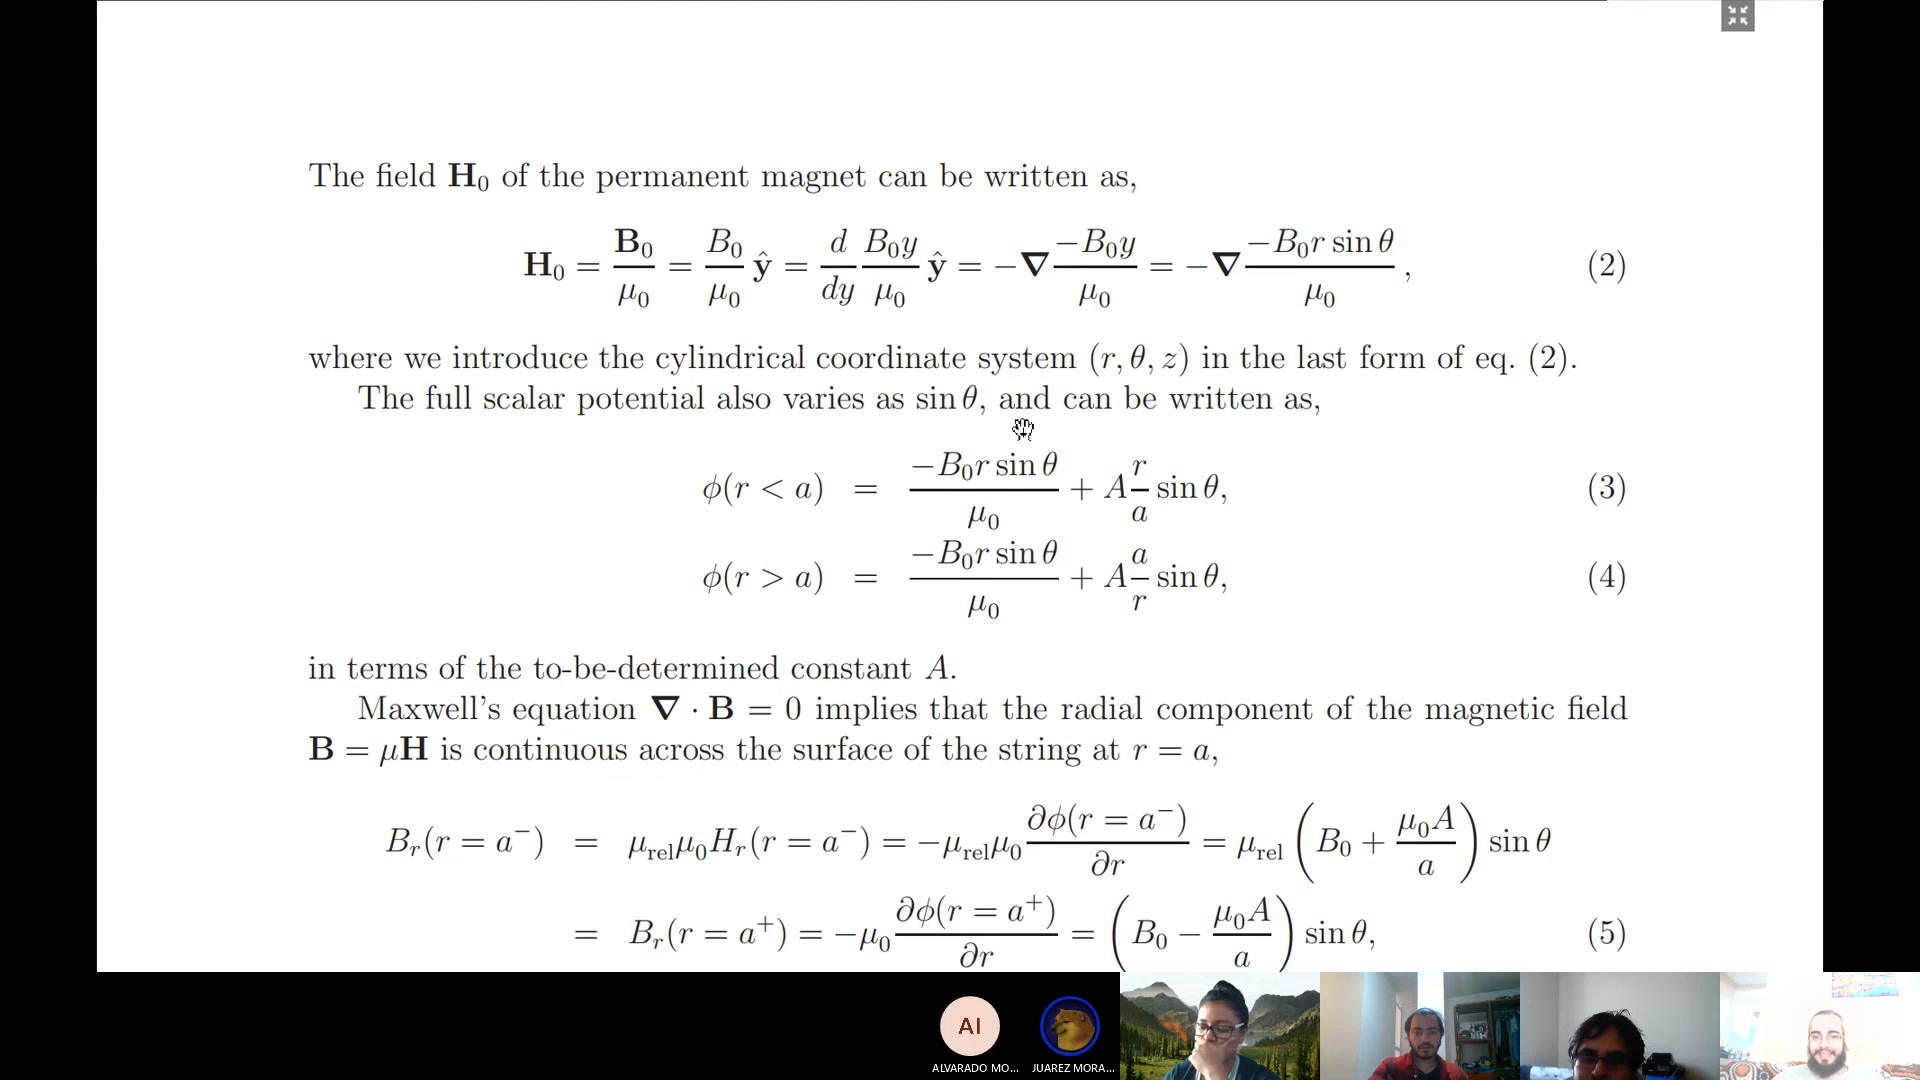 The field H₀ of the permanent magnet can be written as,
H₀ = B₀/μ₀ = B₀/μ₀ ŷ = d/dy B₀y/μ₀ ŷ = −∇ −B₀y/μ₀ = −∇ −B₀r sin θ/μ₀ , (2)
where we introduce the cylindrical coordinate system (r, θ, z) in the last form of eq. (2).
The full scalar potential also varies as sin θ, and can be written as,
ϕ(r < a) = −B₀r sin θ/μ₀ + A r/a sin θ, (3)
ϕ(r > a) = −B₀r sin θ/μ₀ + A a/r sin θ, (4)
in terms of the to-be-determined constant A.
Maxwell's equation ∇ · B = 0 implies that the radial component of the magnetic field
B = μH is continuous across the surface of the string at r = a,
Bᵣ(r = a⁻) = μ_rel μ₀Hᵣ(r = a⁻) = −μ_rel μ₀ ∂ϕ(r = a⁻)/∂r = μ_rel (B₀ + μ₀A/a) sin θ
= Bᵣ(r = a⁺) = −μ₀ ∂ϕ(r = a⁺)/∂r = (B₀ − μ₀A/a) sin θ, (5)
AI
ALVARADO MO...
JUAREZ MORA...